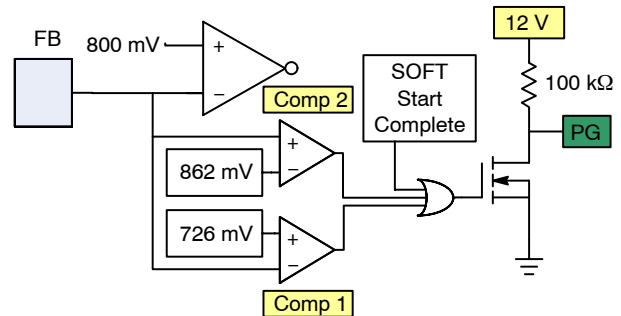 FB
800 mV
+
−
12 V
SOFT
Start
Complete
100 kΩ
Comp 2
PG
+
−
862 mV
726 mV
+
−
Comp 1